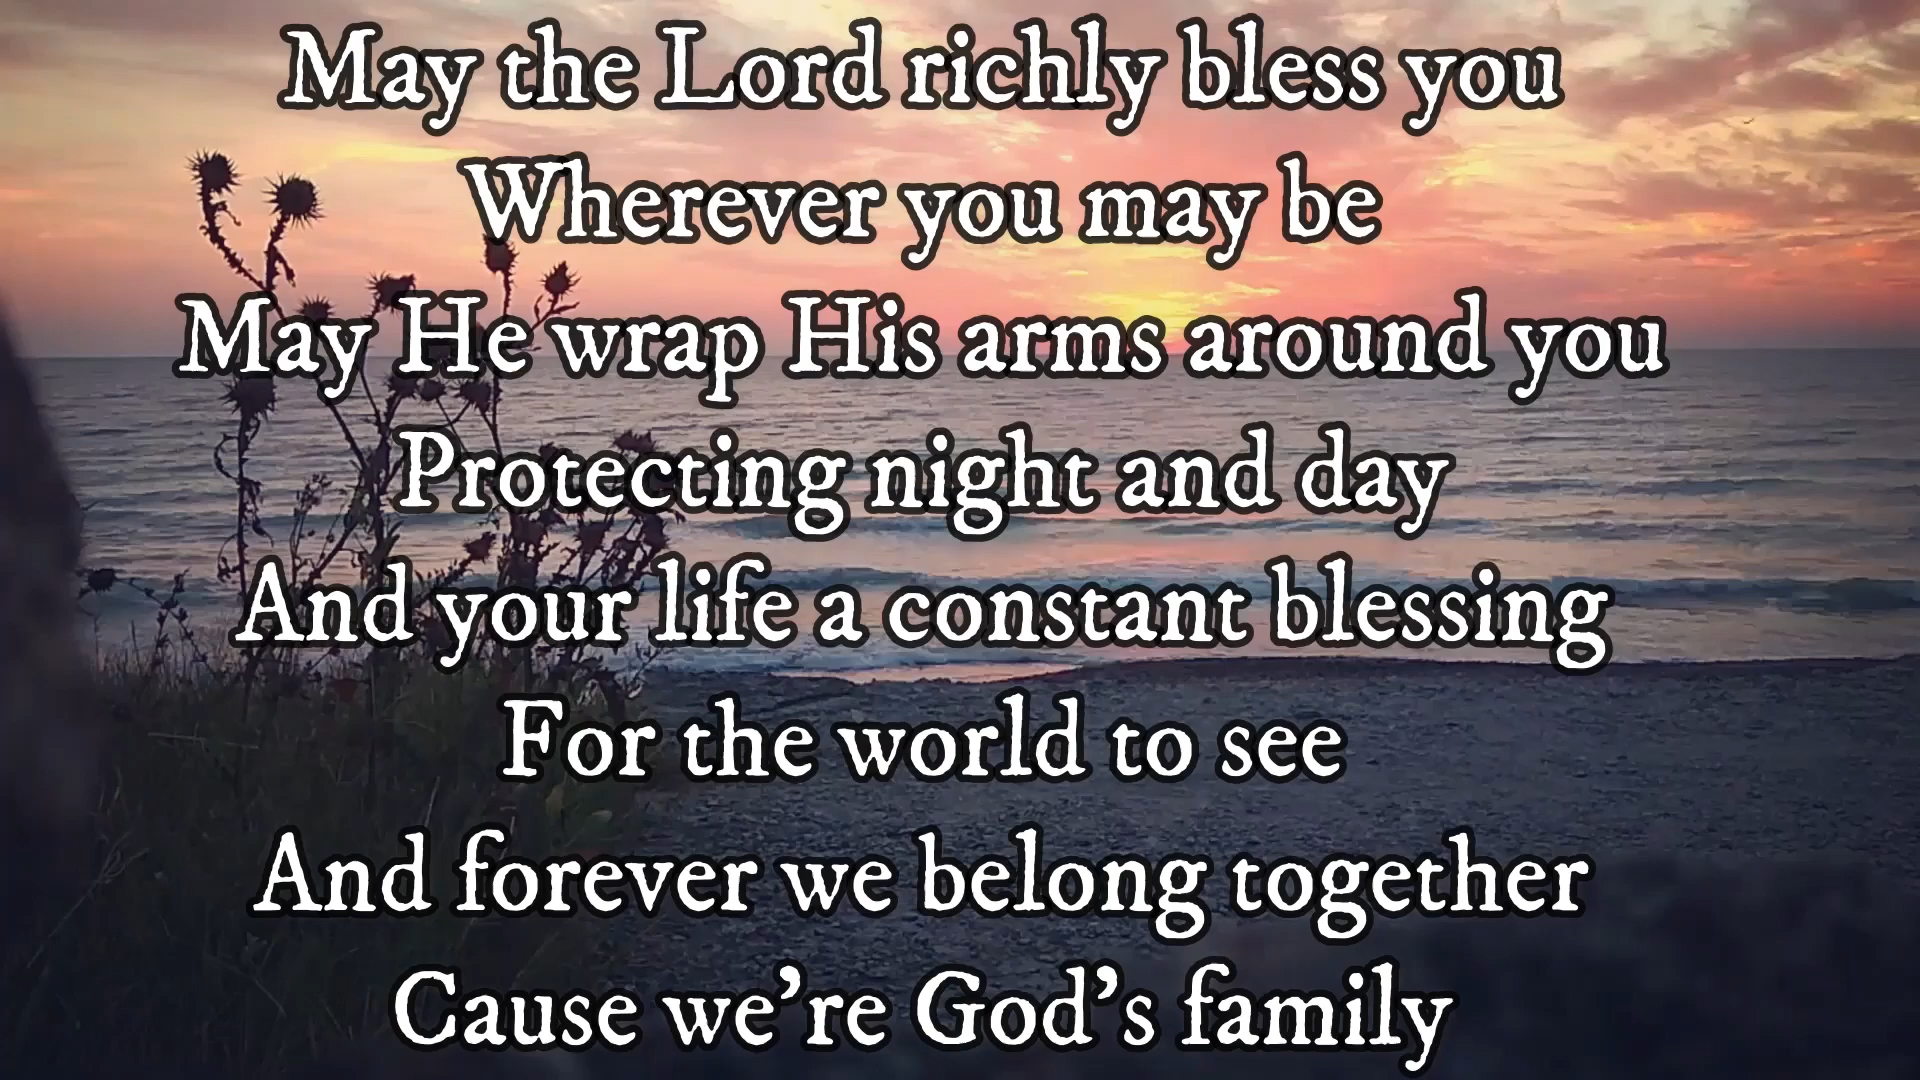 May the Lord richly bless you
Wherever you may be
May He wrap His arms around you
Protecting night and day
And your life a constant blessing
For the world to see
And forever we belong together
Cause we're God's family